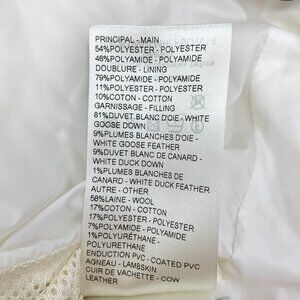 PRINCIPAL - MAIN
54%POLYESTER - POLYESTER
46%POLYAMIDE - POLYAMIDE
DOUBLURE - LINING
79%POLYAMIDE - POLYAMIDE
11%POLYESTER - POLYESTER
10%COTON - COTTON
GARNISSAGE - FILLING
81%DUVET BLANC D'OIE - WHITE
GOOSE DOWN
9%PLUMES BLANCHES D'OIE -
WHITE GOOSE FEATHER
9%DUVET BLANC DE CANARD -
WHITE DUCK DOWN
1%PLUMES BLANCHES DE
CANARD - WHITE DUCK FEATHER
AUTRE - OTHER
58%LAINE - WOOL
17%COTON - COTTON
17%POLYESTER - POLYESTER
7%POLYAMIDE - POLYAMIDE
1%POLYURÉTHANE -
POLYURETHANE
ENDUCTION PVC - COATED PVC
AGNEAU - LAMBSKIN
CUIR DE VACHETTE - COW
LEATHER